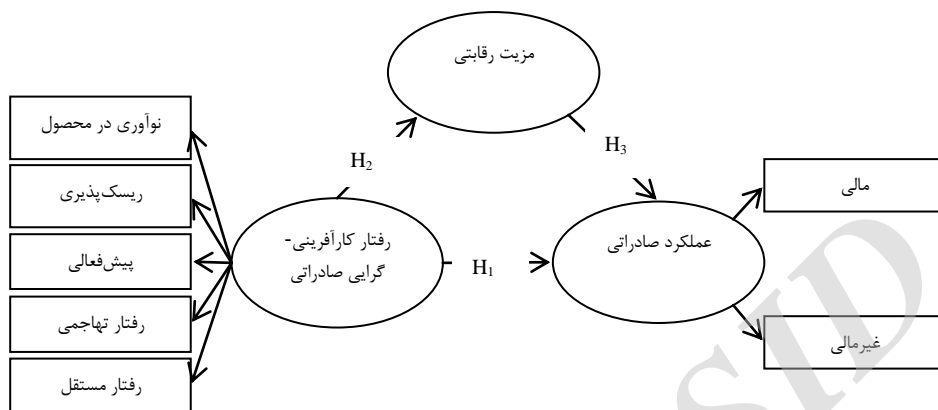 مزیت رقابتی
نوآوری در محصول
ریسک‌پذیری
پیش‌فعالی
رفتار تهاجمی
رفتار مستقل
H2
H3
رفتار کارآفرینی-
گرایی صادراتی
H1
عملکرد صادراتی
مالی
غیرمالی
SID